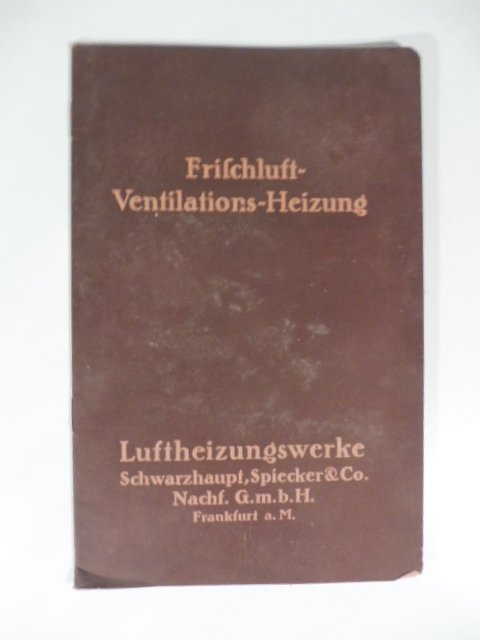 Friſchluft-
Ventilations-Heizung
Luftheizungswerke
Schwarzhaupt, Spiecker & Co.
Nachf. G.m.b.H.
Frankfurt a. M.